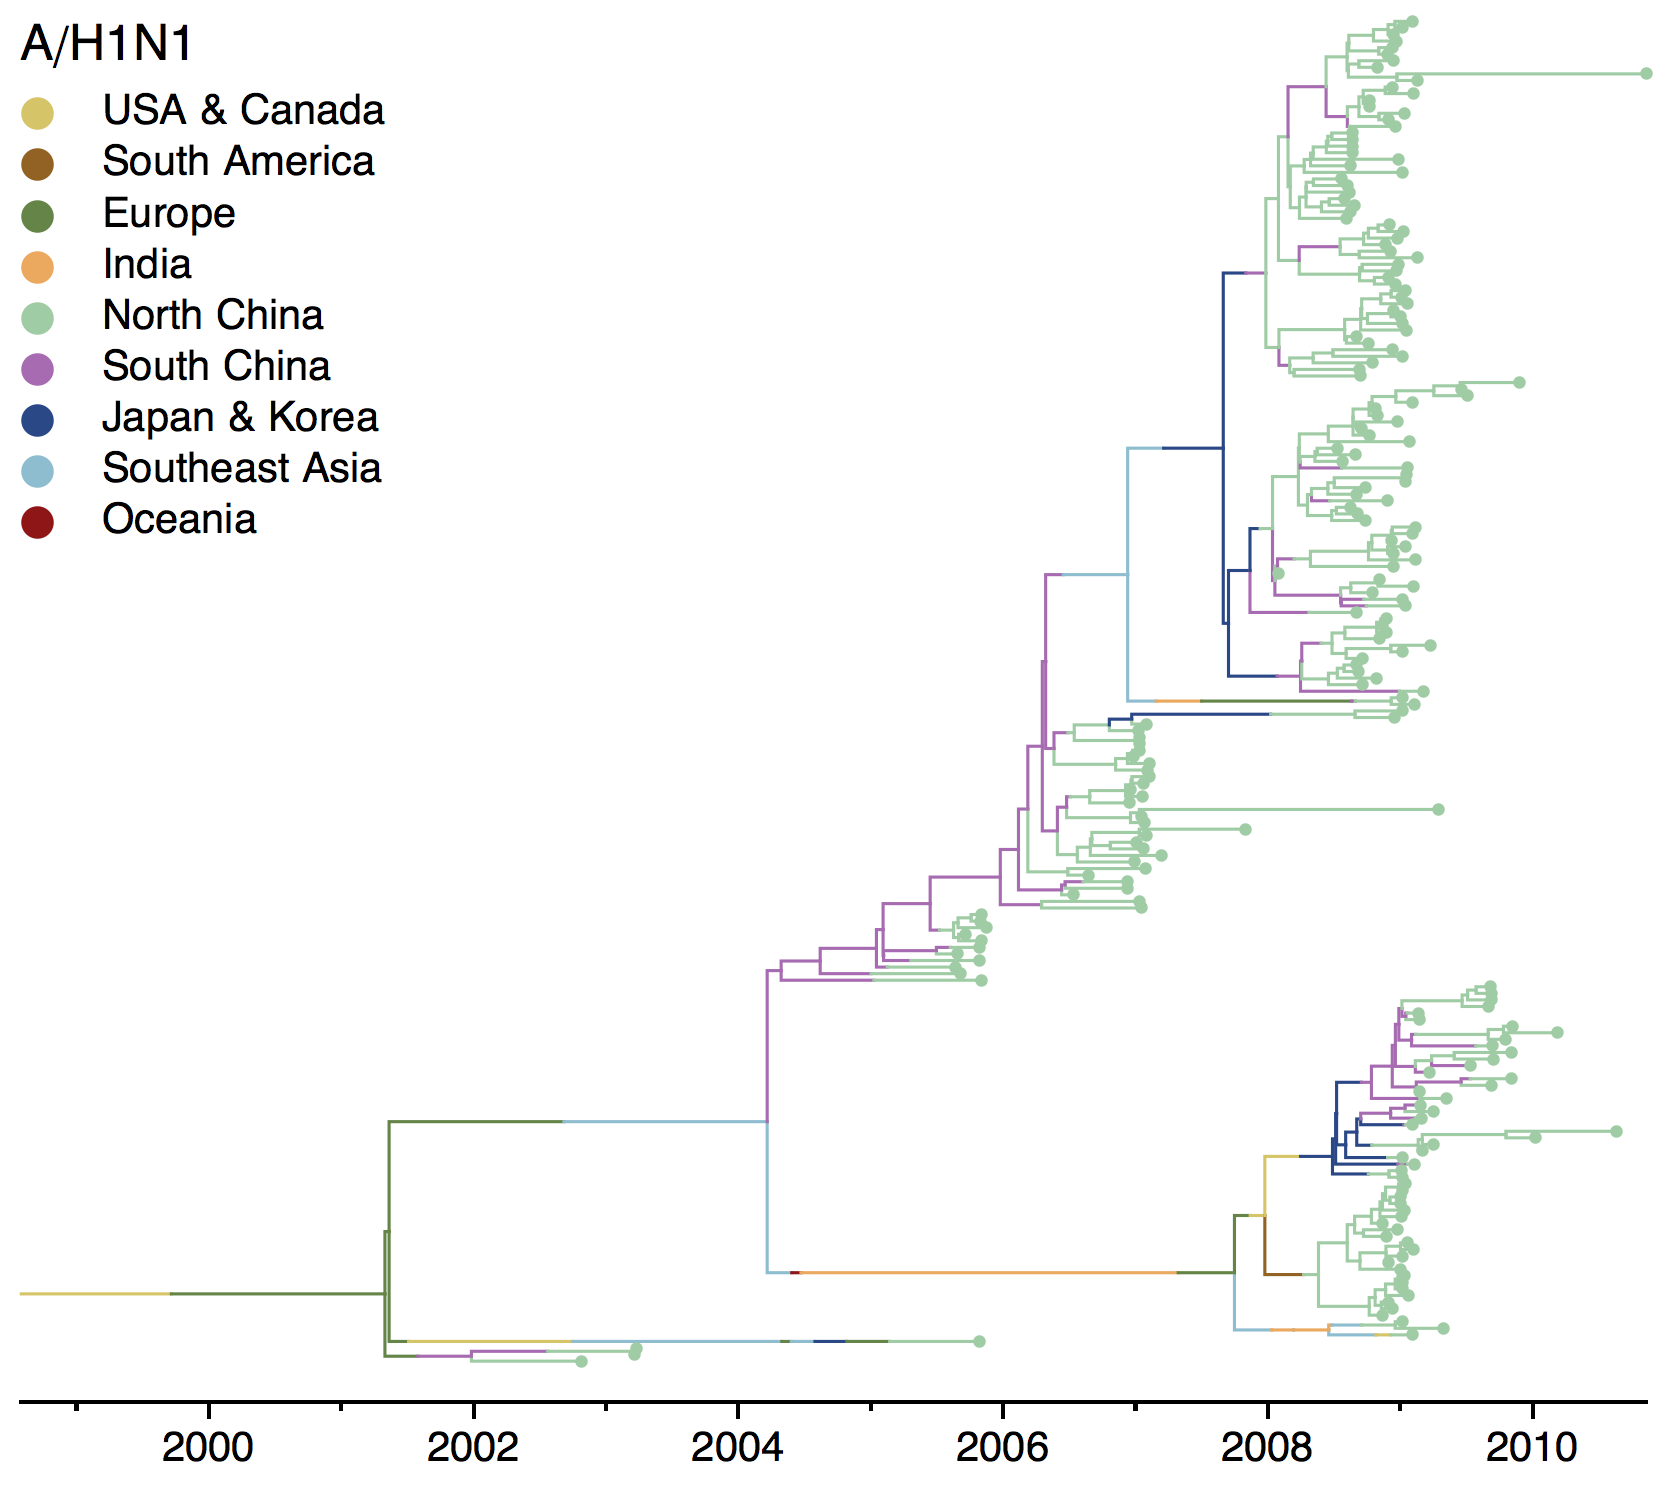 A/H1N1
USA & Canada
South America
Europe
India
North China
South China
Japan & Korea
Southeast Asia
Oceania
2000 2002 2004 2006 2008 2010